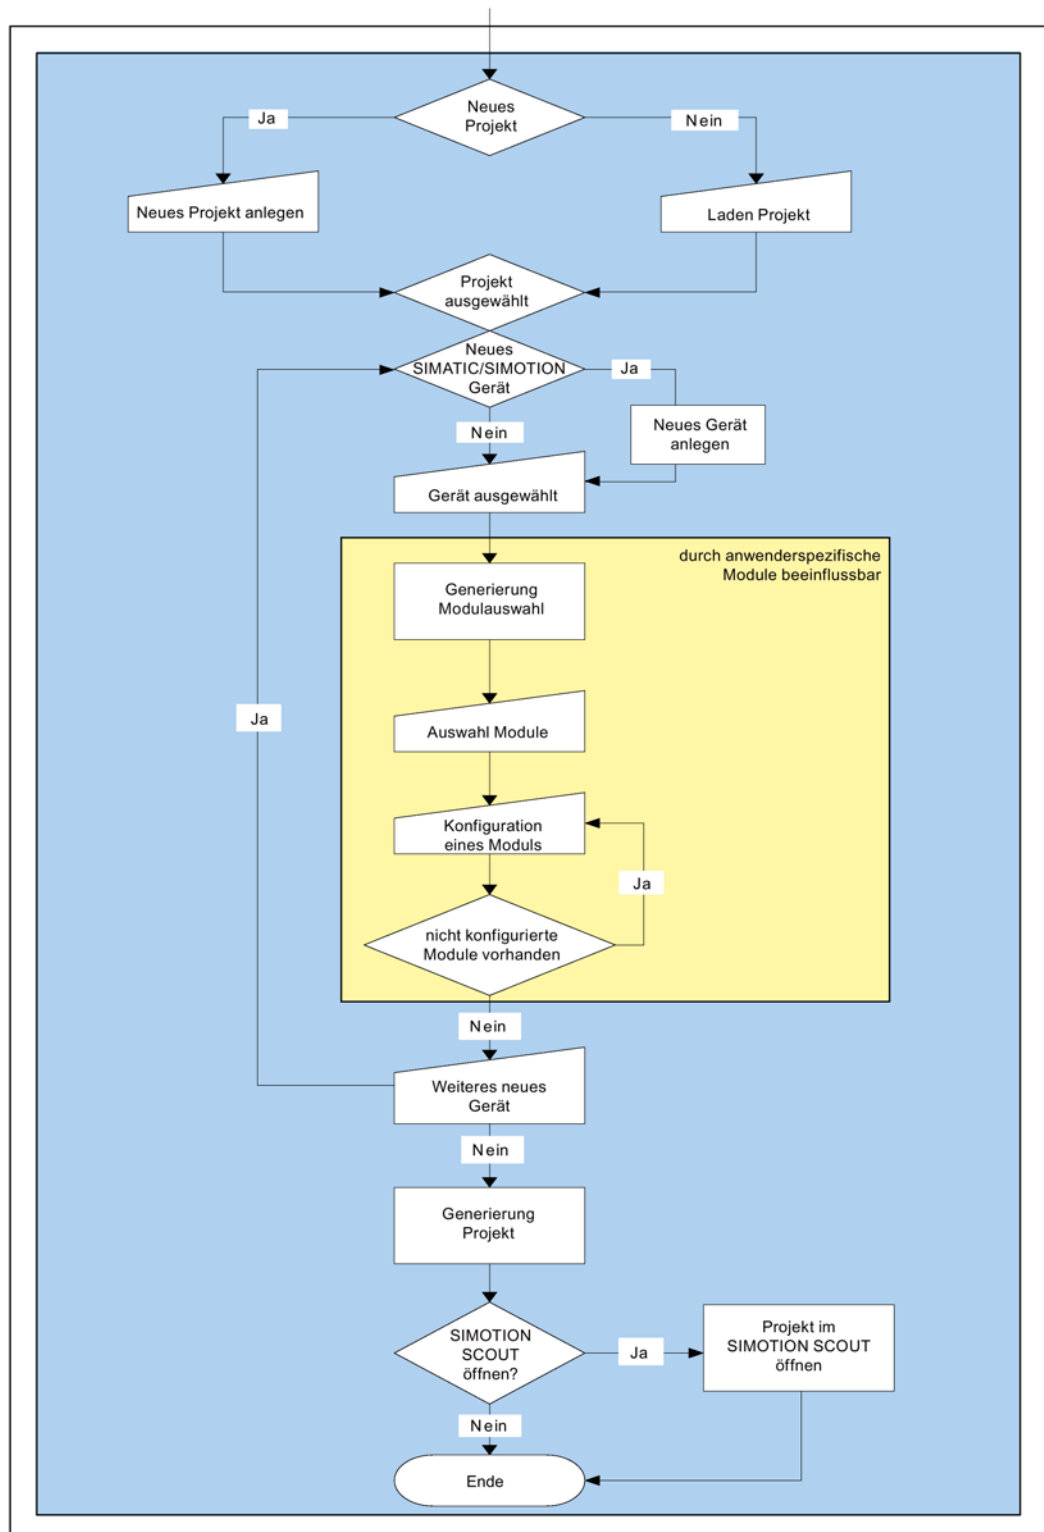 Neues
Projekt
Ja
Nein
Neues Projekt anlegen
Laden Projekt
Projekt
ausgewählt
Neues
SIMATIC/SIMOTION
Gerät
Ja
Nein
Neues Gerät
anlegen
Gerät ausgewählt
durch anwenderspezifische
Module beeinflussbar
Generierung
Modulauswahl
Ja
Auswahl Module
Konfiguration
eines Moduls
Ja
nicht konfigurierte
Module vorhanden
Nein
Weiteres neues
Gerät
Nein
Generierung
Projekt
SIMOTION
SCOUT
öffnen?
Ja
Projekt im
SIMOTION SCOUT
öffnen
Nein
Ende